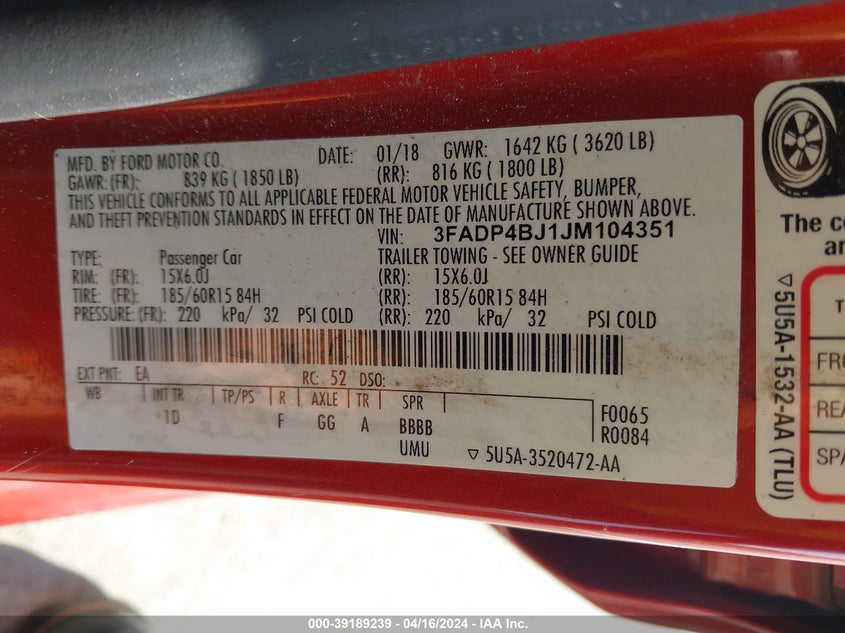 MFD. BY FORD MOTOR CO. DATE: 01/18 GVWR: 1642 KG ( 3620 LB)
GAWR: (FR): 839 KG ( 1850 LB) (RR): 816 KG ( 1800 LB)
THIS VEHICLE CONFORMS TO ALL APPLICABLE FEDERAL MOTOR VEHICLE SAFETY, BUMPER,
AND THEFT PREVENTION STANDARDS IN EFFECT ON THE DATE OF MANUFACTURE SHOWN ABOVE.
VIN: 3FADP4BJ1JM104351
TYPE: Passenger Car TRAILER TOWING - SEE OWNER GUIDE
RIM: (FR): 15X6.0J (RR): 15X6.0J
TIRE: (FR): 185/60R15 84H (RR): 185/60R15 84H
PRESSURE: (FR): 220 kPa/ 32 PSI COLD (RR): 220 kPa/ 32 PSI COLD
EXT PNT: EA RC: 52 DSO:
WB INT TR TP/PS R AXLE TR SPR
1D F GG A BBBB
UMU
F0065
R0084
▽ 5U5A-3520472-AA
The co
an
▽5U5A-1532-AA (TLU)
T
FRO
REA
SPA
000-39189239 - 04/16/2024 - IAA Inc.